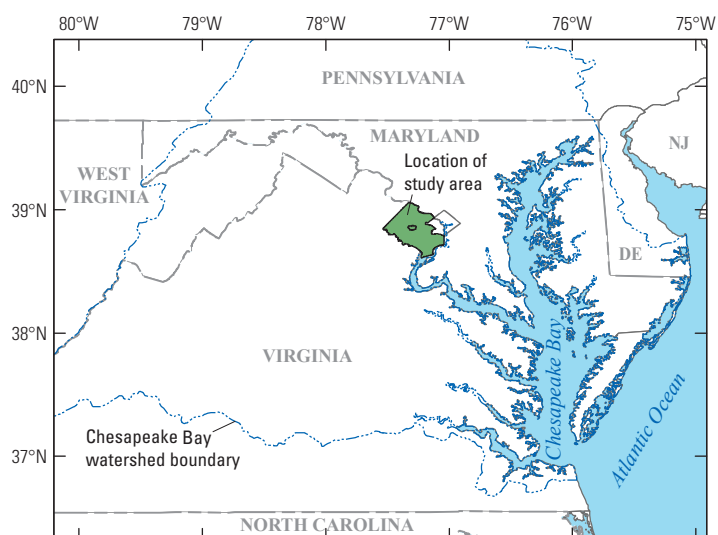 80°W
79°W
78°W
77°W
76°W
75°W
40°N
39°N
38°N
37°N
PENNSYLVANIA
MARYLAND
NJ
WEST
VIRGINIA
Location of
study area
DE
VIRGINIA
Chesapeake Bay
Atlantic Ocean
Chesapeake Bay
watershed boundary
NORTH CAROLINA